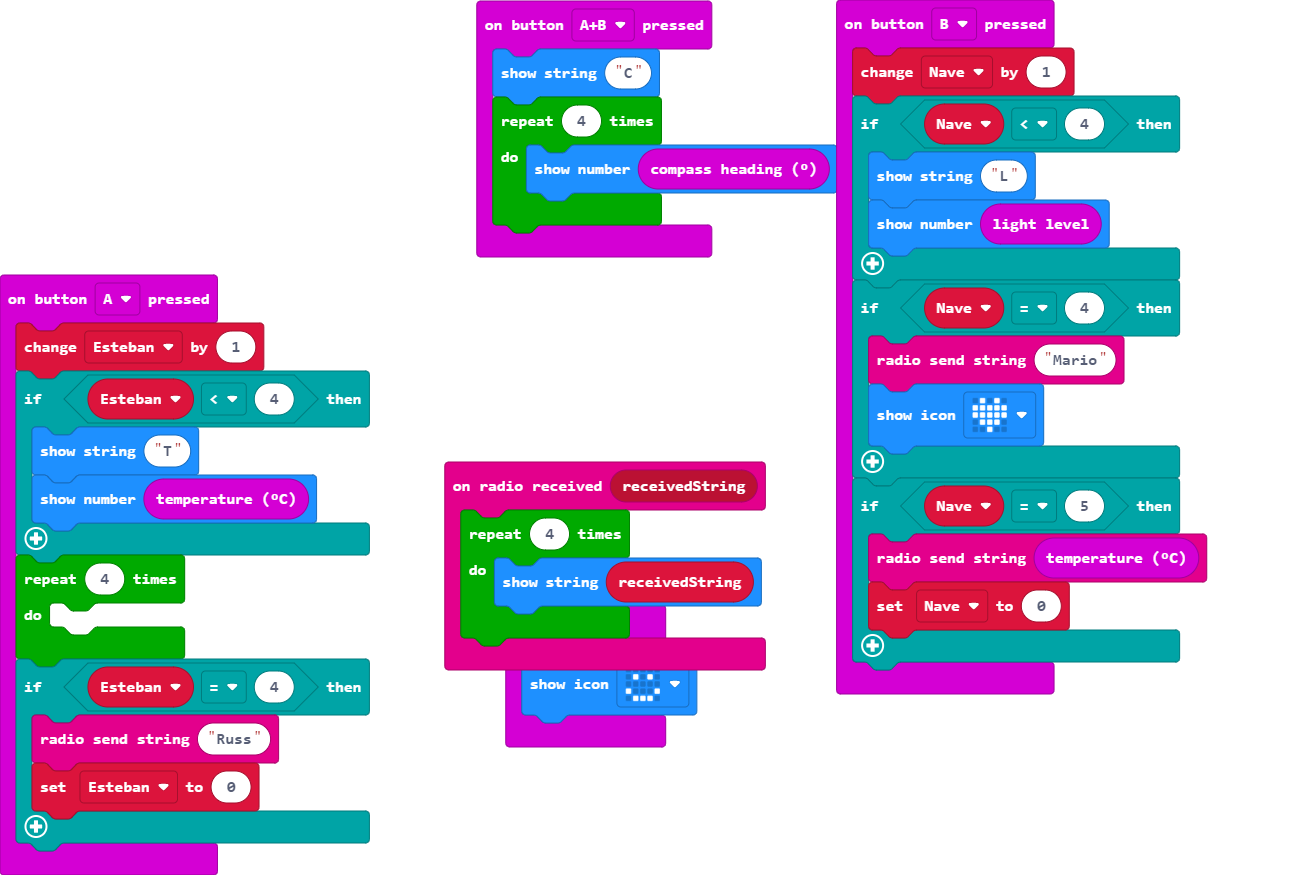 on button A+B pressed
show string "C"
repeat 4 times
do show number compass heading (º)
on button B pressed
change Nave by 1
if Nave < 4 then
show string "L"
show number light level
if Nave = 4 then
radio send string "Mario"
show icon
if Nave = 5 then
radio send string temperature (ºC)
set Nave to 0
on button A pressed
change Esteban by 1
if Esteban < 4 then
show string "T"
show number temperature (ºC)
repeat 4 times
do
if Esteban = 4 then
radio send string "Russ"
set Esteban to 0
on radio received receivedString
repeat 4 times
do show string receivedString
show icon